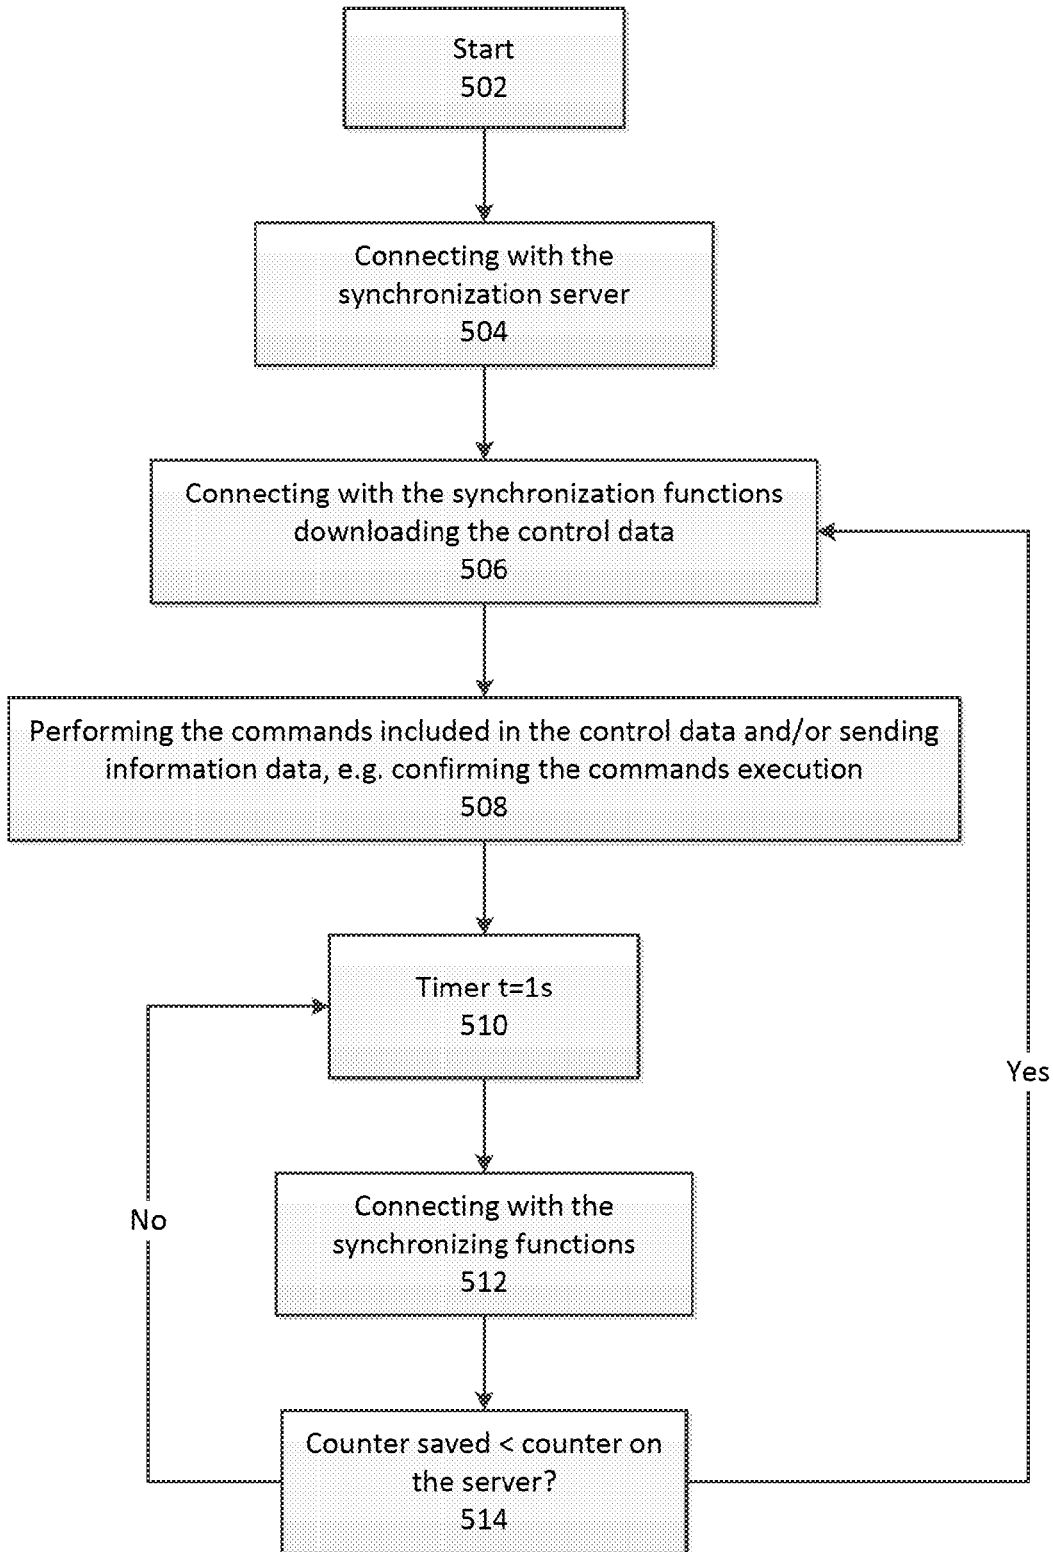 Start
502
Connecting with the
synchronization server
504
Connecting with the synchronization functions
downloading the control data
506
Performing the commands included in the control data and/or sending
information data, e.g. confirming the commands execution
508
Timer t=1s
510
Yes
Connecting with the
synchronizing functions
512
No
Counter saved < counter on
the server?
514